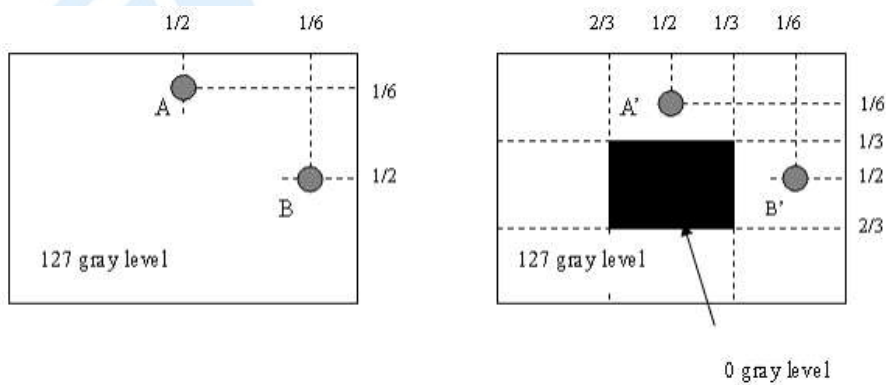 1/2 1/6
1/6
A
1/2
B
127 gray level
2/3 1/2 1/3 1/6
A'
1/6
1/3
1/2
B'
2/3
127 gray level
0 gray level